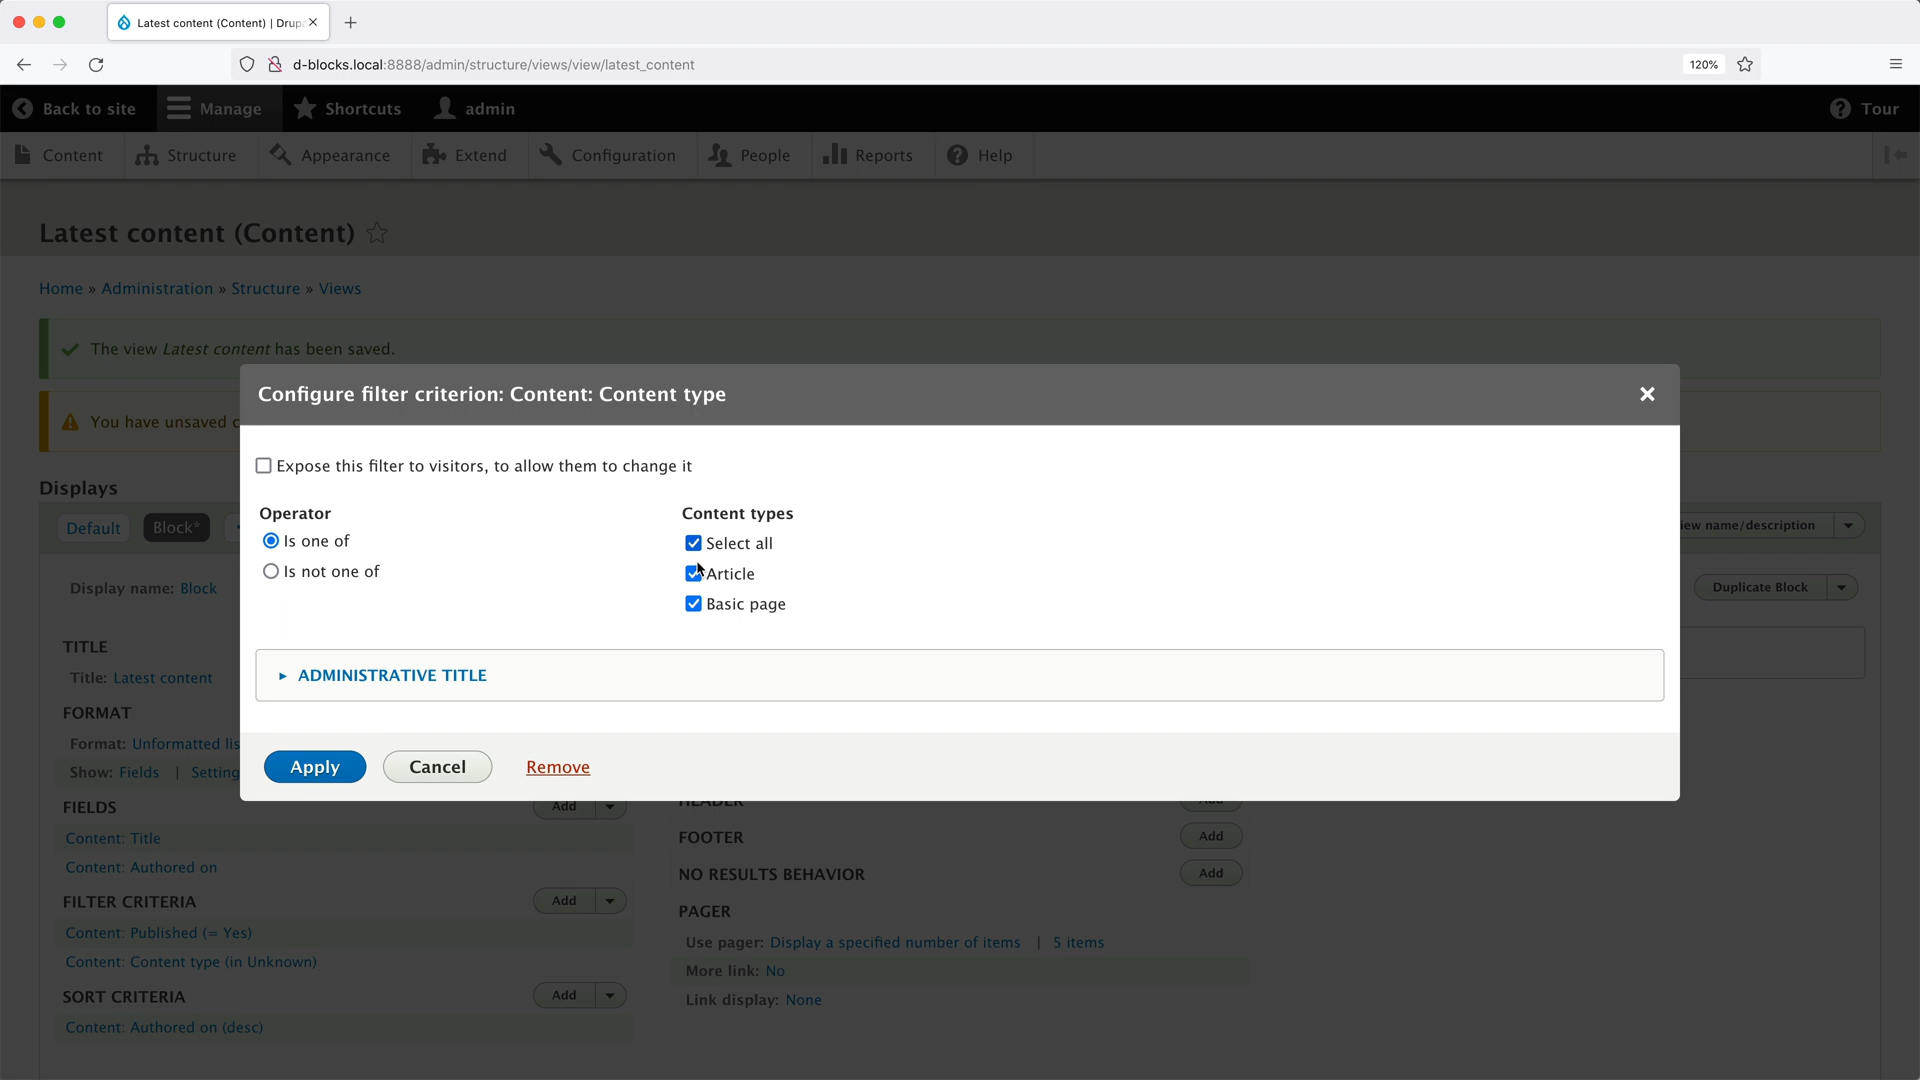 Latest content (Content) | Drup
d-blocks.local:8888/admin/structure/views/view/latest_content
120%
Back to site
Manage
Shortcuts
admin
Tour
Content
Structure
Appearance
Extend
Configuration
People
Reports
Help
Latest content (Content)
Home » Administration » Structure » Views
The view Latest content has been saved.
You have unsaved c
Configure filter criterion: Content: Content type
Expose this filter to visitors, to allow them to change it
Operator
Is one of
Is not one of
Content types
Select all
Article
Basic page
ADMINISTRATIVE TITLE
Apply
Cancel
Remove
Displays
Default
Block*
iew name/description
Display name: Block
Duplicate Block
TITLE
Title: Latest content
FORMAT
Format: Unformatted lis
Show: Fields | Setting
FIELDS
Add
Content: Title
Content: Authored on
FILTER CRITERIA
Add
Content: Published (= Yes)
Content: Content type (in Unknown)
SORT CRITERIA
Add
Content: Authored on (desc)
HEADER
Add
FOOTER
Add
NO RESULTS BEHAVIOR
Add
PAGER
Use pager: Display a specified number of items | 5 items
More link: No
Link display: None